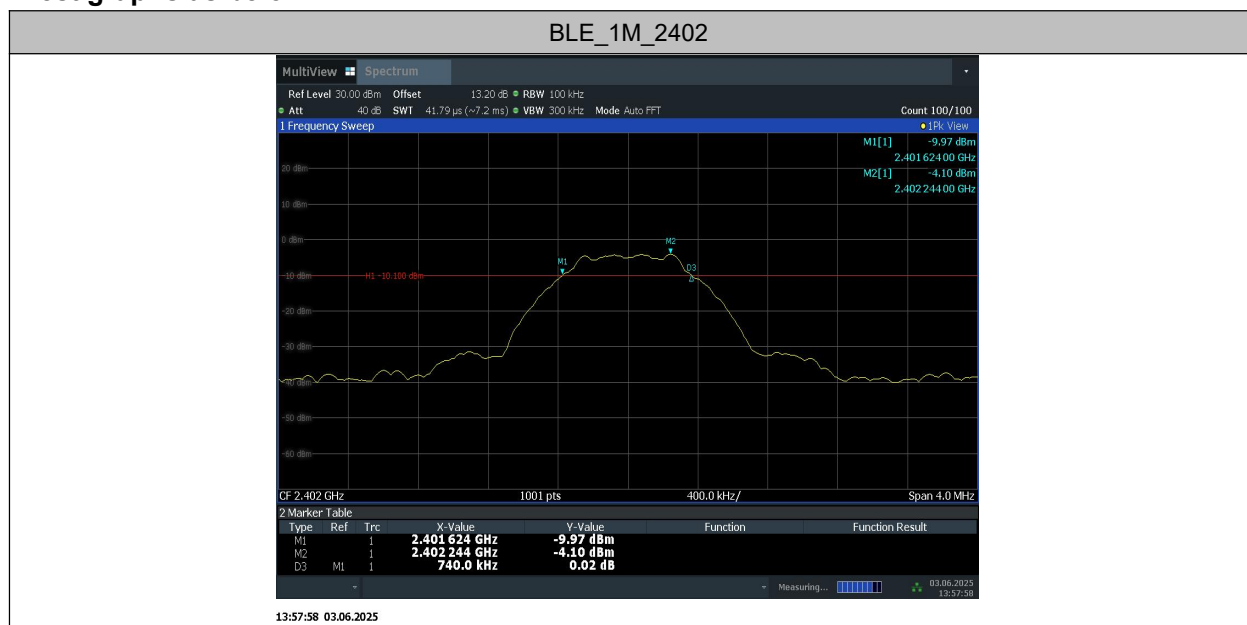 BLE_1M_2402
MultiView Spectrum
Ref Level 30.00 dBm Offset 13.20 dB RBW 100 kHz
Att 40 dB SWT 41.79 µs (~7.2 ms) VBW 300 kHz Mode Auto FFT Count 100/100
1 Frequency Sweep 1Pk View
M1[1] -9.97 dBm
2.401 624 00 GHz
20 dBm
M2[1] -4.10 dBm
2.402 244 00 GHz
10 dBm
0 dBm
M2
M1
D3
-10 dBm H1 -10.100 dBm
-20 dBm
-30 dBm
-40 dBm
-50 dBm
-60 dBm
CF 2.402 GHz 1001 pts 400.0 kHz/ Span 4.0 MHz
2 Marker Table
Type Ref Trc X-Value Y-Value Function Function Result
M1 1 2.401 624 GHz -9.97 dBm
M2 1 2.402 244 GHz -4.10 dBm
D3 M1 1 740.0 kHz 0.02 dB
Measuring... 03.06.2025
13:57:58
13:57:58 03.06.2025